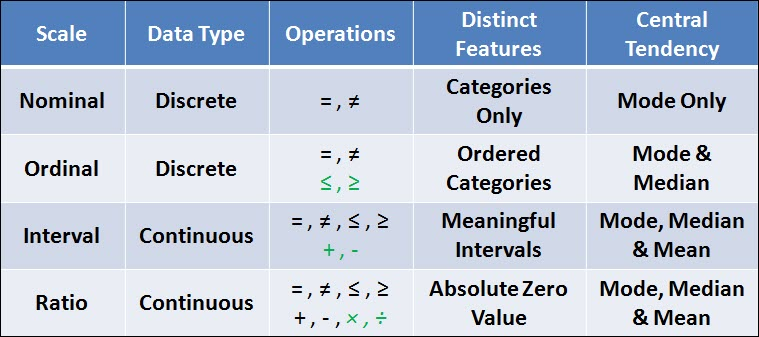 Scale Data Type Operations Distinct Features Central Tendency
Nominal Discrete = , ≠ Categories Only Mode Only
Ordinal Discrete = , ≠ ≤ , ≥ Ordered Categories Mode & Median
Interval Continuous = , ≠ , ≤ , ≥ + , - Meaningful Intervals Mode, Median & Mean
Ratio Continuous = , ≠ , ≤ , ≥ + , - , × , ÷ Absolute Zero Value Mode, Median & Mean